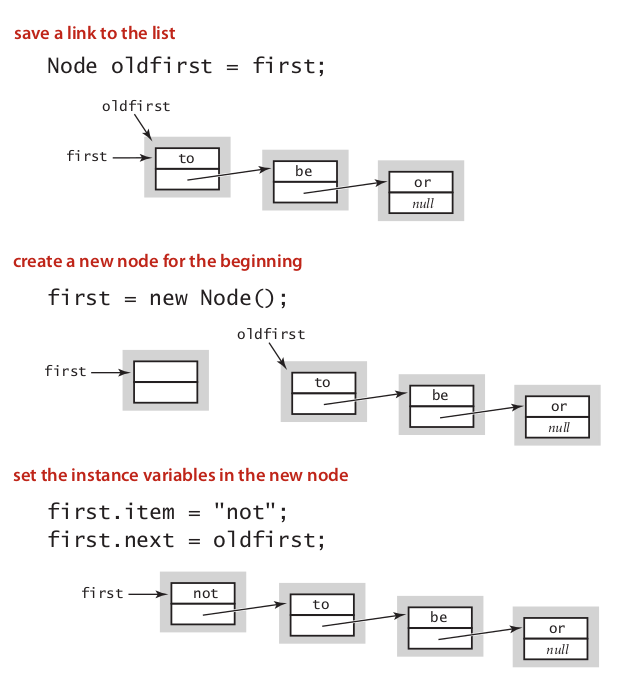 save a link to the list
Node oldfirst = first;
oldfirst
first
to
be
or
null
create a new node for the beginning
first = new Node();
oldfirst
first
to
be
or
null
set the instance variables in the new node
first.item = "not";
first.next = oldfirst;
first
not
to
be
or
null